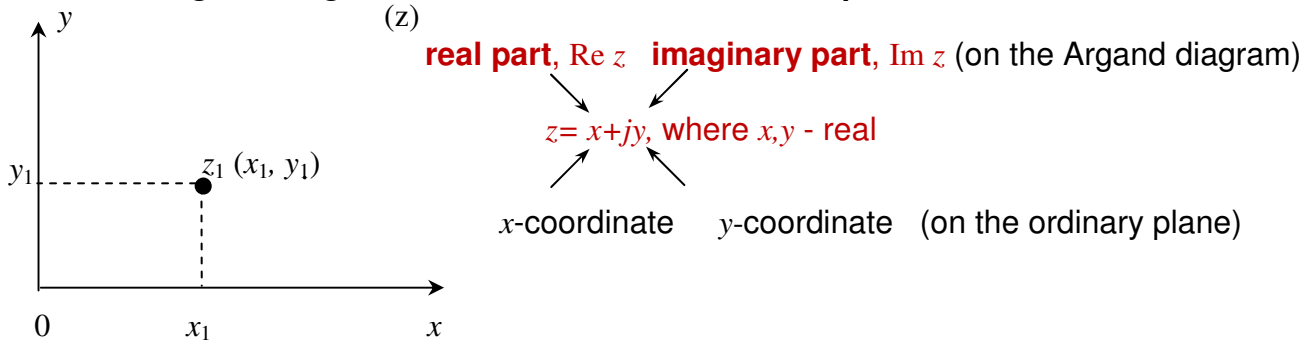 y
(z)
real part, Re z imaginary part, Im z (on the Argand diagram)
z= x+jy, where x,y - real
y₁
z₁ (x₁, y₁)
x-coordinate y-coordinate (on the ordinary plane)
0
x₁
x